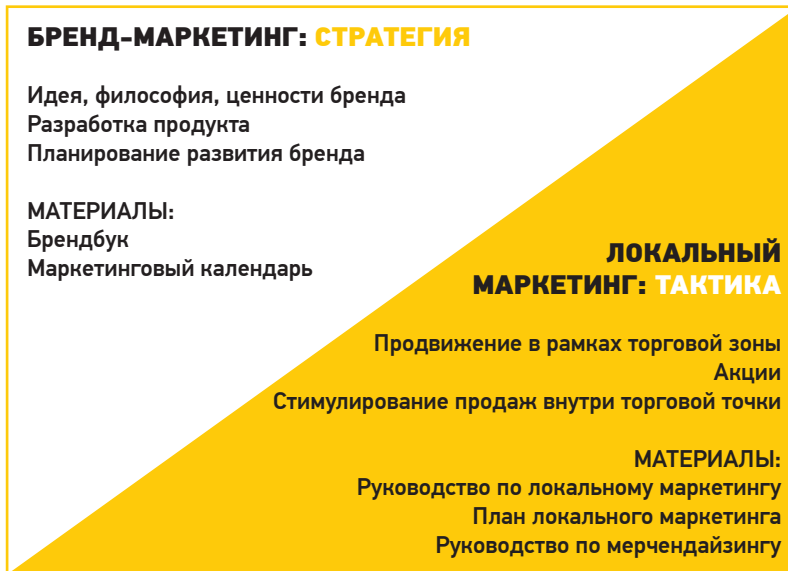 БРЕНД-МАРКЕТИНГ: СТРАТЕГИЯ
Идея, философия, ценности бренда
Разработка продукта
Планирование развития бренда
МАТЕРИАЛЫ:
Брендбук
Маркетинговый календарь
ЛОКАЛЬНЫЙ
МАРКЕТИНГ: ТАКТИКА
Продвижение в рамках торговой зоны
Акции
Стимулирование продаж внутри торговой точки
МАТЕРИАЛЫ:
Руководство по локальному маркетингу
План локального маркетинга
Руководство по мерчендайзингу